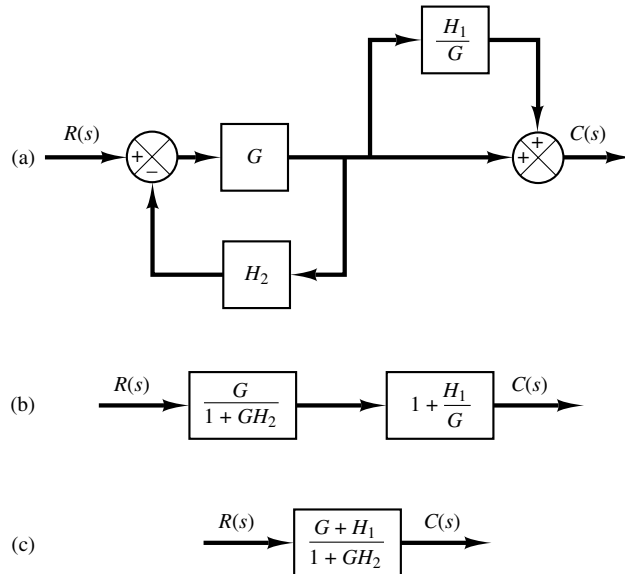 H₁
G
R(s)
C(s)
+
+
(a)
+
G
+
−
H₂
R(s)
C(s)
(b)
G
1 + GH₂
1 + H₁
G
R(s)
C(s)
(c)
G + H₁
1 + GH₂